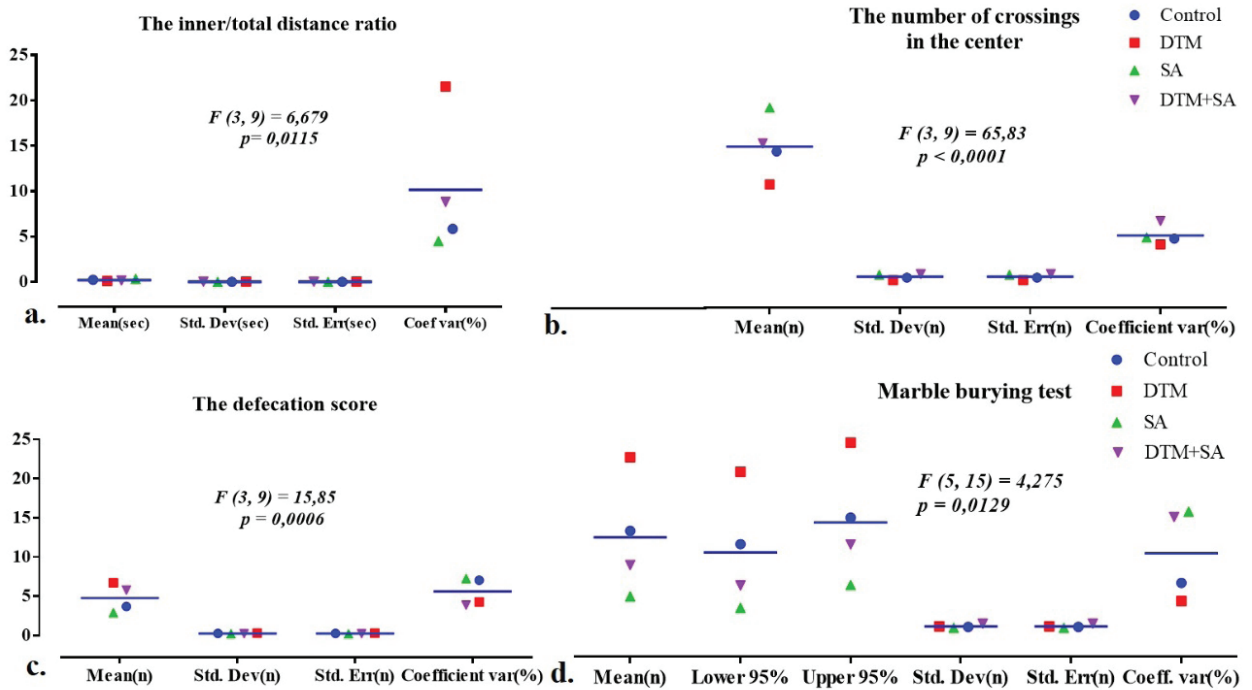 The inner/total distance ratio
25
20
15
10
5
0
F (3, 9) = 6,679
p= 0,0115
Mean(sec) Std. Dev(sec) Std. Err(sec) Coef var(%)
a.
The number of crossings
in the center
Control
DTM
SA
DTM+SA
F (3, 9) = 65,83
p < 0,0001
Mean(n) Std. Dev(n) Std. Err(n) Coefficient var(%)
b.
The defecation score
25
20
15
10
5
0
F (3, 9) = 15,85
p = 0,0006
Mean(n) Std. Dev(n) Std. Err(n) Coefficient var(%)
c.
Marble burying test
Control
DTM
SA
DTM+SA
F (5, 15) = 4,275
p = 0,0129
Mean(n) Lower 95% Upper 95% Std. Dev(n) Std. Err(n) Coeff. var(%)
d.